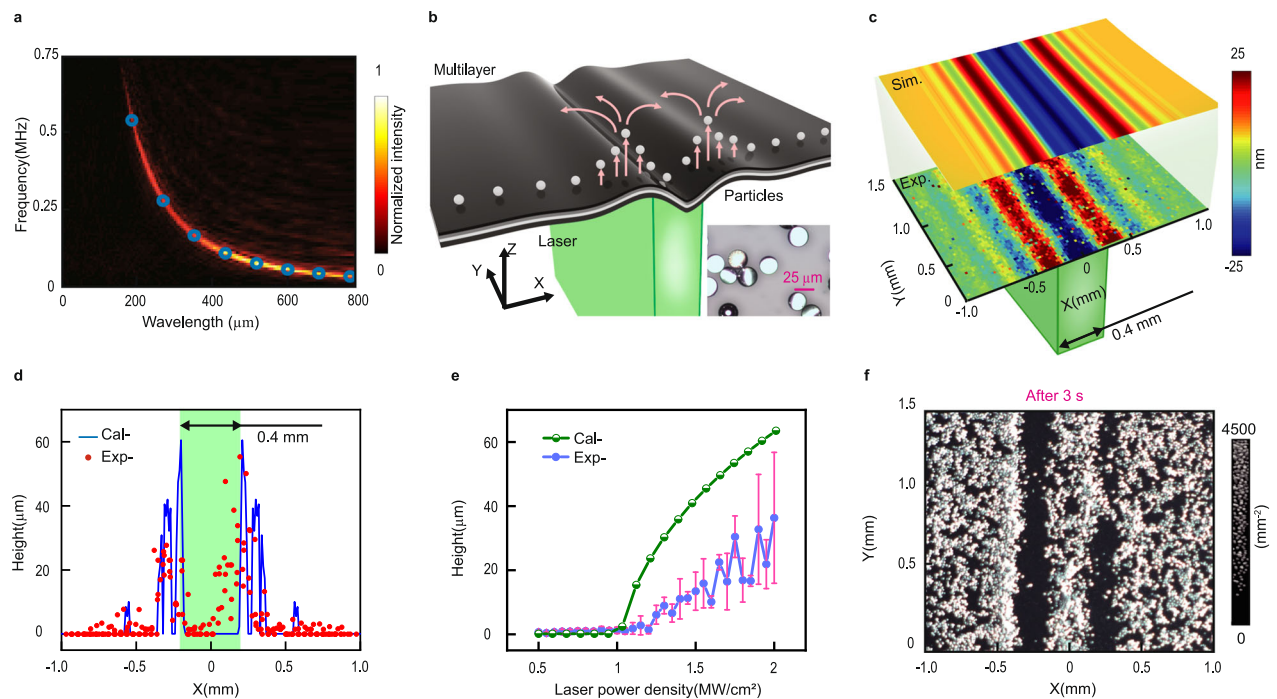 a
0.75
0.5
0.25
0
Frequency(MHz)
0
200
400
600
800
Wavelength (μm)
1
0
Normalized intensity
b
Multilayer
Particles
Laser
Z
Y
X
25 μm
c
Sim.
Exp.
1.5
1.0
0.5
0
Y(mm)
-1.0
-0.5
0
0.5
1.0
X(mm)
0.4 mm
25
-25
nm
d
Cal-
Exp-
0.4 mm
60
40
20
0
Height(μm)
-1.0
-0.5
0
0.5
1.0
X(mm)
e
Cal-
Exp-
60
40
20
0
Height(μm)
0.5
1
1.5
2
Laser power density(MW/cm²)
f
After 3 s
1.5
1.0
0.5
0
Y(mm)
-1.0
-0.5
0
0.5
1.0
X(mm)
4500
0
(mm⁻²)